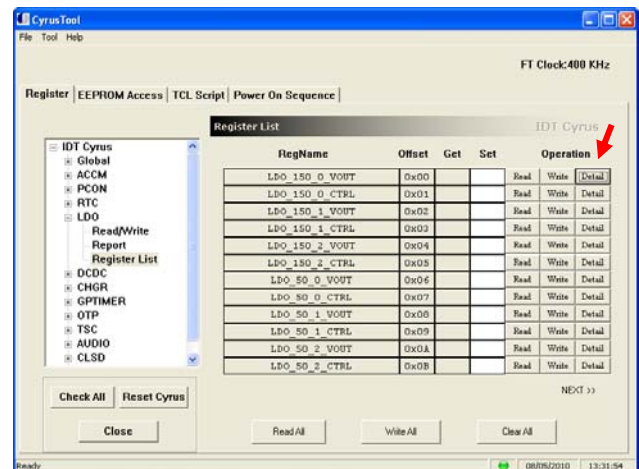 CyrusTool
File Tool Help
FT Clock:400 KHz
Register EEPROM Access TCL Script Power On Sequence
Register List IDT Cyrus
IDT Cyrus
Global
ACCM
PCON
RTC
LDO
Read/Write
Report
Register List
DCDC
CHGR
GPTIMER
OTP
TSC
AUDIO
CLSD
RegName Offset Get Set Operation
LDO_150_0_VOUT 0x00 Read Write Detail
LDO_150_0_CTRL 0x01 Read Write Detail
LDO_150_1_VOUT 0x02 Read Write Detail
LDO_150_1_CTRL 0x03 Read Write Detail
LDO_150_2_VOUT 0x04 Read Write Detail
LDO_150_2_CTRL 0x05 Read Write Detail
LDO_50_0_VOUT 0x06 Read Write Detail
LDO_50_0_CTRL 0x07 Read Write Detail
LDO_50_1_VOUT 0x08 Read Write Detail
LDO_50_1_CTRL 0x09 Read Write Detail
LDO_50_2_VOUT 0x0A Read Write Detail
LDO_50_2_CTRL 0x0B Read Write Detail
NEXT >>
Check All Reset Cyrus
Close
Read All Write All Clear All
Ready 08/05/2010 13:31:54